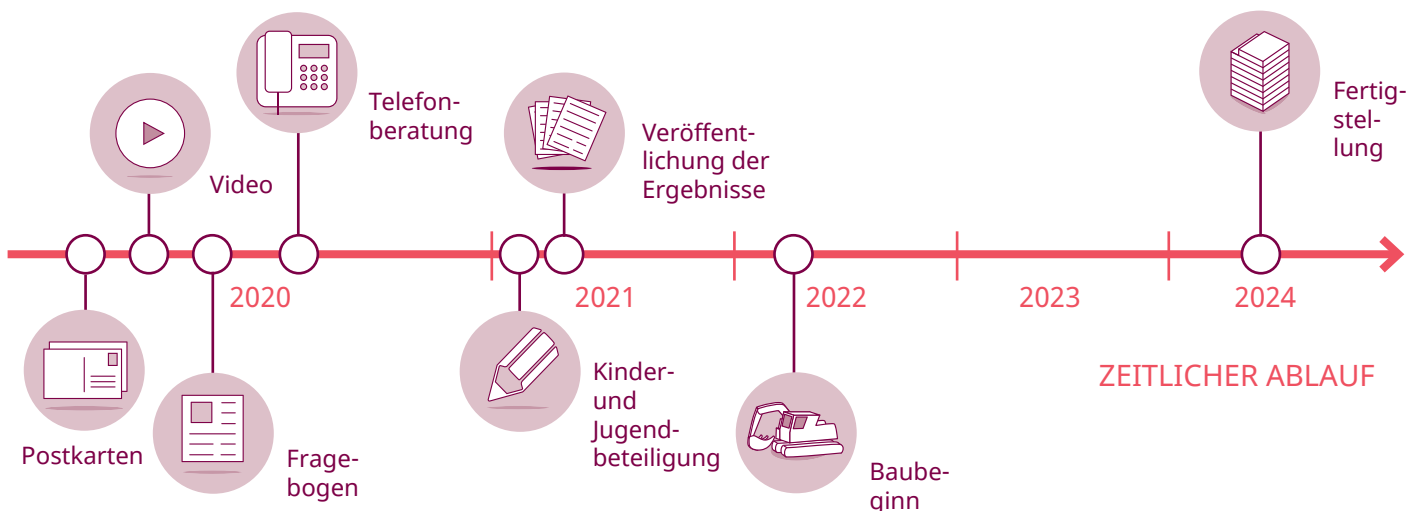 Telefon-
beratung
Video
Veröffent-
lichung der
Ergebnisse
Fertig-
stel-
lung
2020
2021
2022
2023
2024
ZEITLICHER ABLAUF
Postkarten
Frage-
bogen
Kinder-
und
Jugend-
beteiligung
Baube-
ginn